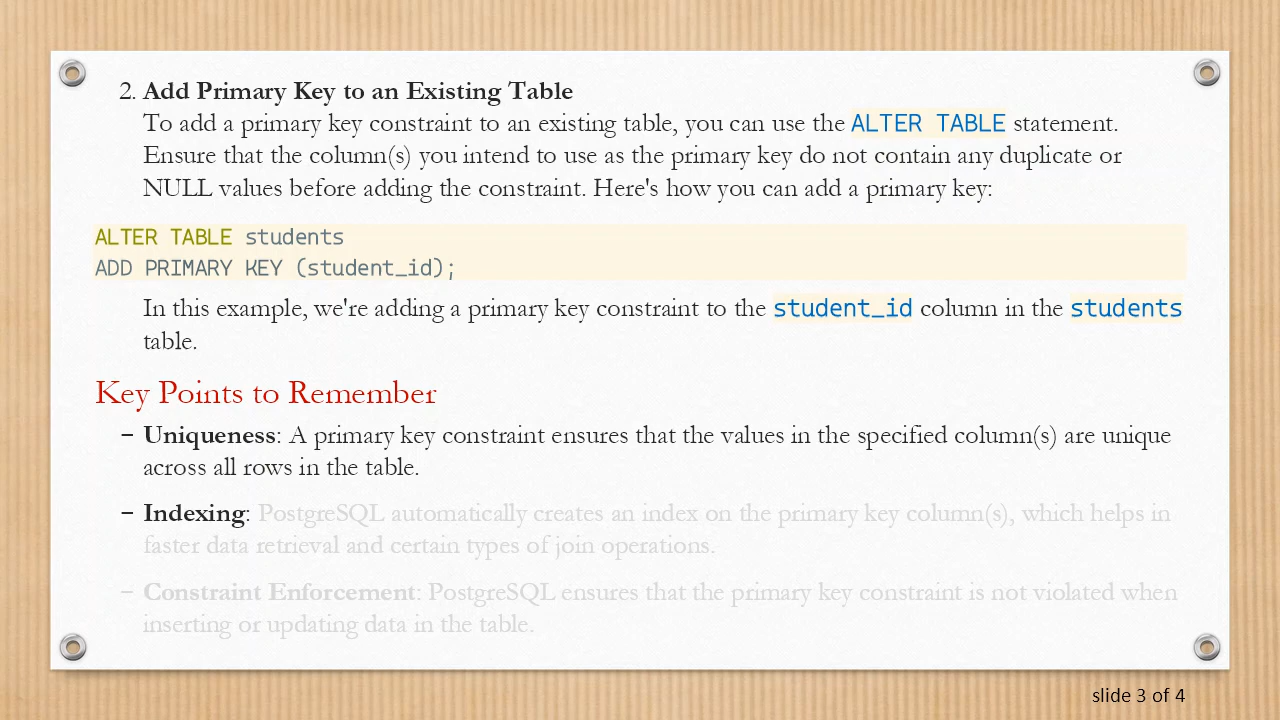 2. Add Primary Key to an Existing Table
To add a primary key constraint to an existing table, you can use the ALTER TABLE statement.
Ensure that the column(s) you intend to use as the primary key do not contain any duplicate or
NULL values before adding the constraint. Here's how you can add a primary key:
ALTER TABLE students
ADD PRIMARY KEY (student_id);
In this example, we're adding a primary key constraint to the student_id column in the students
table.
Key Points to Remember
– Uniqueness: A primary key constraint ensures that the values in the specified column(s) are unique
across all rows in the table.
– Indexing: PostgreSQL automatically creates an index on the primary key column(s), which helps in
faster data retrieval and certain types of join operations.
– Constraint Enforcement: PostgreSQL ensures that the primary key constraint is not violated when
inserting or updating data in the table.
slide 3 of 4